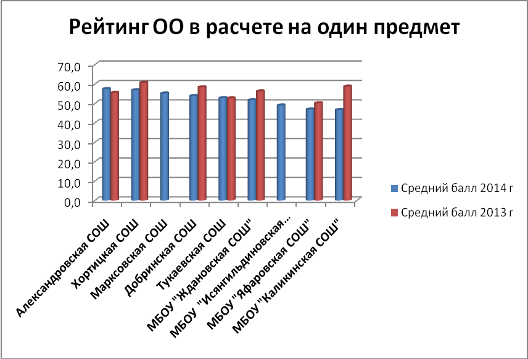 Рейтинг ОО в расчете на один предмет
70,0
60,0
50,0
40,0
30,0
20,0
10,0
0,0
Александровская СОШ
Хортицкая СОШ
Марксовская СОШ
Добринская СОШ
Тукаевская СОШ
МБОУ "Ждановская СОШ"
МБОУ "Исянгильдиновская...
МБОУ "Яфаровская СОШ"
МБОУ "Каликинская СОШ"
Средний балл 2014 г
Средний балл 2013 г